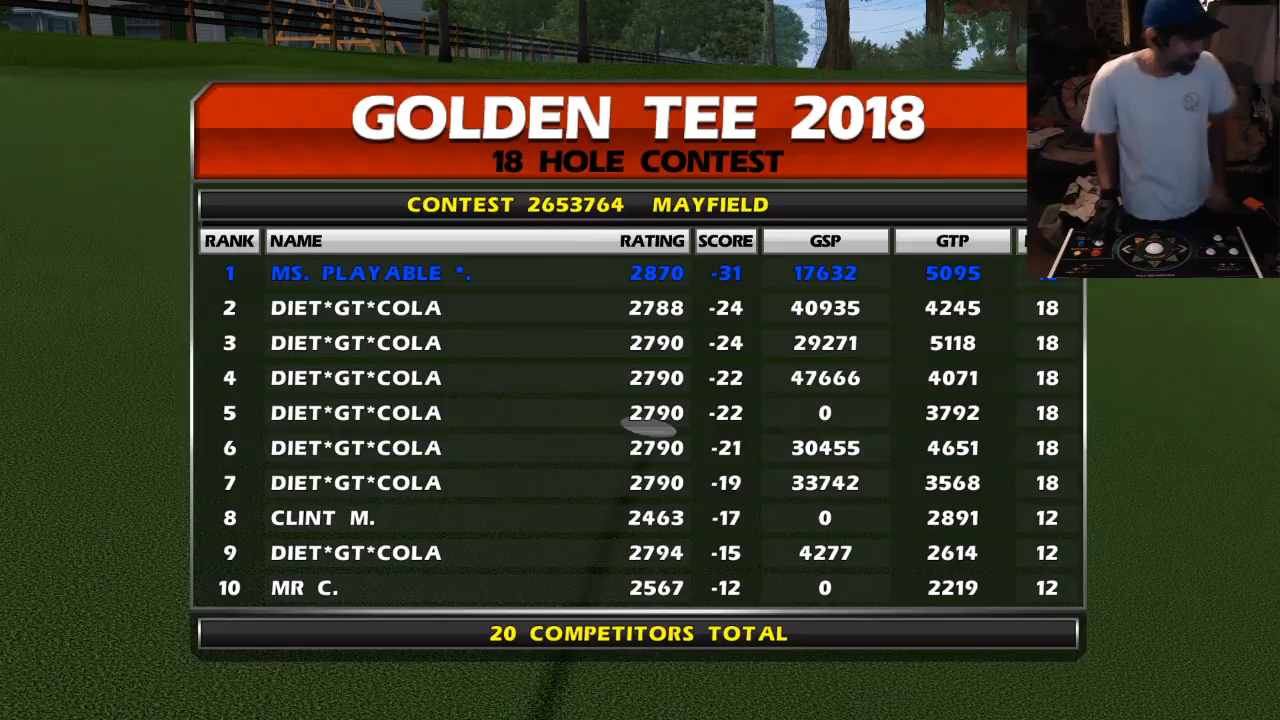 GOLDEN TEE 2018
18 HOLE CONTEST
CONTEST 2653764 MAYFIELD
RANK NAME RATING SCORE GSP GTP
1 MS. PLAYABLE *. 2870 -31 17632 5095
2 DIET*GT*COLA 2788 -24 40935 4245 18
3 DIET*GT*COLA 2790 -24 29271 5118 18
4 DIET*GT*COLA 2790 -22 47666 4071 18
5 DIET*GT*COLA 2790 -22 0 3792 18
6 DIET*GT*COLA 2790 -21 30455 4651 18
7 DIET*GT*COLA 2790 -19 33742 3568 18
8 CLINT M. 2463 -17 0 2891 12
9 DIET*GT*COLA 2794 -15 4277 2614 12
10 MR C. 2567 -12 0 2219 12
20 COMPETITORS TOTAL